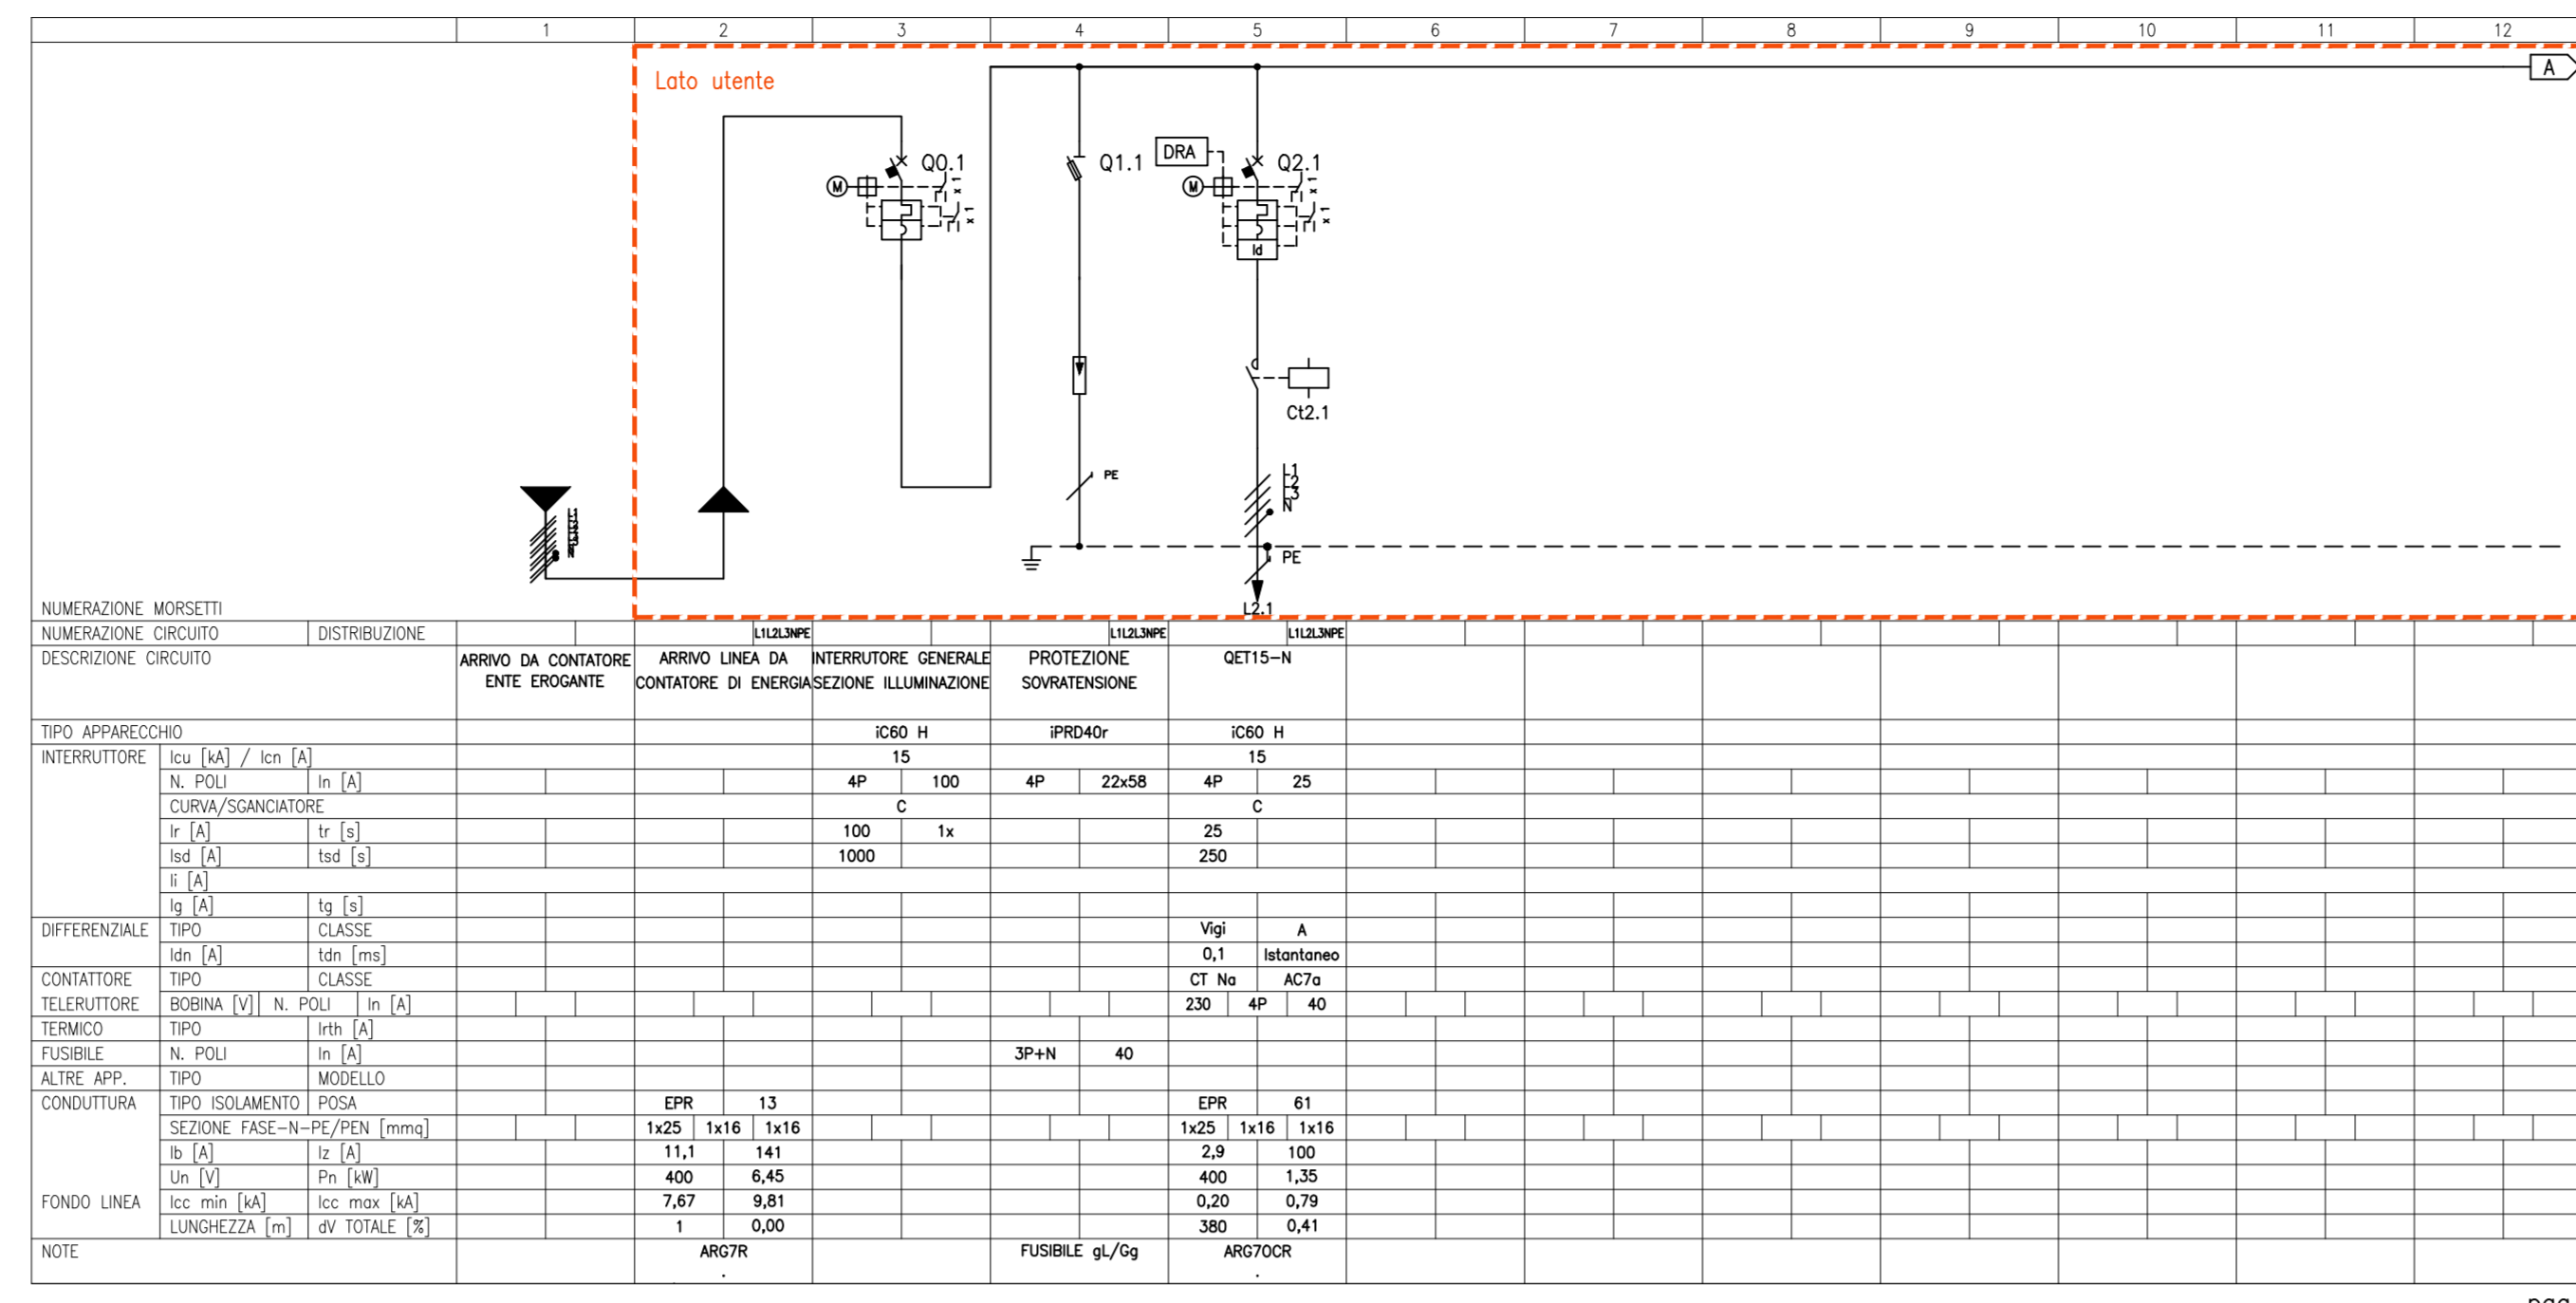 1 2 3 4 5 6 7 8 9 10 11 12
Lato utente
A
Q0.1
M
x 1
x 1
Q1.1
DRA
Q2.1
M
x 1
x 1
Id
Ct2.1
PE
L1
L2
L3
N
PE
L2.1
NUMERAZIONE MORSETTI
NUMERAZIONE CIRCUITO DISTRIBUZIONE L1L2L3NPE L1L2L3NPE L1L2L3NPE
DESCRIZIONE CIRCUITO
ARRIVO DA CONTATORE
ENTE EROGANTE
ARRIVO LINEA DA
CONTATORE DI ENERGIA
INTERRUTORE GENERALE
SEZIONE ILLUMINAZIONE
PROTEZIONE
SOVRATENSIONE
QET15-N
TIPO APPARECCHIO iC60 H iPRD40r iC60 H
INTERRUTTORE Icu [kA] / Icn [A] 15 15
N. POLI In [A] 4P 100 4P 22x58 4P 25
CURVA/SGANCIATORE C C
Ir [A] tr [s] 100 1x 25
Isd [A] tsd [s] 1000 250
Ii [A]
Ig [A] tg [s]
DIFFERENZIALE TIPO CLASSE Vigi A
Idn [A] tdn [ms] 0,1 Istantaneo
CONTATTORE TIPO CLASSE CT Na AC7a
TELERUTTORE BOBINA [V] N. POLI In [A] 230 4P 40
TERMICO TIPO Irth [A]
FUSIBILE N. POLI In [A] 3P+N 40
ALTRE APP. TIPO MODELLO
CONDUTTURA TIPO ISOLAMENTO POSA EPR 13 EPR 61
SEZIONE FASE-N-PE/PEN [mmq] 1x25 1x16 1x16 1x25 1x16 1x16
Ib [A] Iz [A] 11,1 141 2,9 100
Un [V] Pn [kW] 400 6,45 400 1,35
FONDO LINEA Icc min [kA] Icc max [kA] 7,67 9,81 0,20 0,79
LUNGHEZZA [m] dV TOTALE [%] 1 0,00 380 0,41
NOTE ARG7R FUSIBILE gL/Gg ARG7OCR
. .